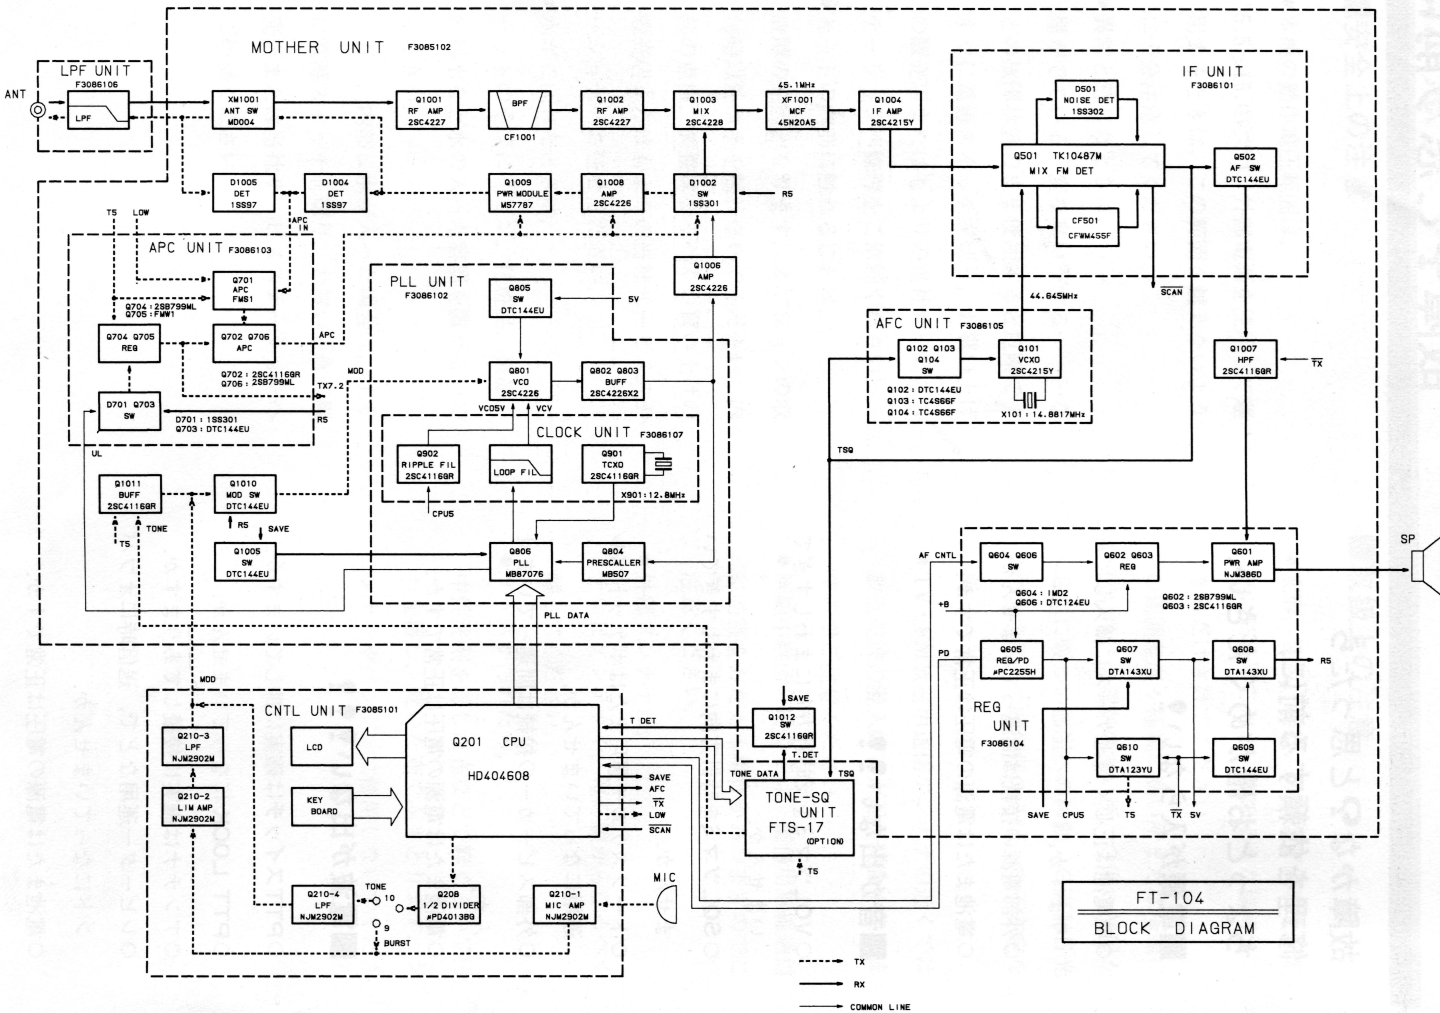 MOTHER UNIT F3085102
LPF UNIT
F3086106
ANT
LPF
XM1001
ANT SW
MD004
Q1001
RF AMP
2SC4227
BPF
CF1001
Q1002
RF AMP
2SC4227
Q1003
MIX
2SC4228
45.1MHz
XF1001
MCF
45N20A5
Q1004
IF AMP
2SC4215Y
IF UNIT
F3086101
D501
NOISE DET
1SS302
Q501 TK10487M
MIX FM DET
Q502
AF SW
DTC144EU
CF501
CFWM455F
SCAN
D1005
DET
1SS97
D1004
DET
1SS97
Q1009
PWR MODULE
M57787
Q1008
AMP
2SC4226
D1002
SW
1SS301
R5
T5
LOW
APC
IN
APC UNIT F3086103
Q701
APC
FMS1
Q704 : 2SB799ML
Q705 : FMW1
Q704 Q705
REG
Q702 Q706
APC
APC
Q702 : 2SC4116GR
Q706 : 2SB799ML
TX7.2
D701 Q703
SW
D701 : 1SS301
Q703 : DTC144EU
R5
UL
MOD
PLL UNIT
F3086102
Q805
SW
DTC144EU
5V
Q1006
AMP
2SC4226
Q801
VCO
2SC4226
Q802 Q803
BUFF
2SC4226X2
VCO5V
VCV
CLOCK UNIT F3086107
Q902
RIPPLE FIL
2SC4116GR
LOOP FIL
Q901
TCXO
2SC4116GR
X901:12.8MHz
CPU5
44.645MHz
AFC UNIT F3086105
Q102 Q103
Q104
SW
Q101
VCXO
2SC4215Y
Q102 : DTC144EU
Q103 : TC4S66F
Q104 : TC4S66F
X101 : 14.8817MHz
Q1007
HPF
2SC4116GR
TX
TSQ
Q1011
BUFF
2SC4116GR
T5
TONE
Q1010
MOD SW
DTC144EU
R5
SAVE
Q1005
SW
DTC144EU
Q806
PLL
MB87076
Q804
PRESCALLER
MB507
PLL DATA
AF CNTL
Q604 Q606
SW
Q602 Q603
REG
Q601
PWR AMP
NJM386D
SP
Q604 : IMD2
Q606 : DTC124EU
Q602 : 2SB799ML
Q603 : 2SC4116GR
+B
PD
Q605
REG/PD
μPC2255H
Q607
SW
DTA143XU
Q608
SW
DTA143XU
R5
REG
UNIT
F3086104
Q610
SW
DTA123YU
Q609
SW
DTC144EU
SAVE
CPU5
T5
TX
5V
MOD
CNTL UNIT F3085101
Q210-3
LPF
NJM2902M
LCD
Q201 CPU
HD404608
Q210-2
LIM AMP
NJM2902M
KEY
BOARD
T DET
SAVE
Q1012
SW
2SC4116GR
T.DET
TONE DATA
TSQ
SAVE
AFC
TX
LOW
SCAN
TONE-SQ
UNIT
FTS-17
(OPTION)
T5
Q210-4
LPF
NJM2902M
TONE
10
9
BURST
Q208
1/2 DIVIDER
μPD4013BG
Q210-1
MIC AMP
NJM2902M
MIC
FT-104
BLOCK DIAGRAM
TX
RX
COMMON LINE